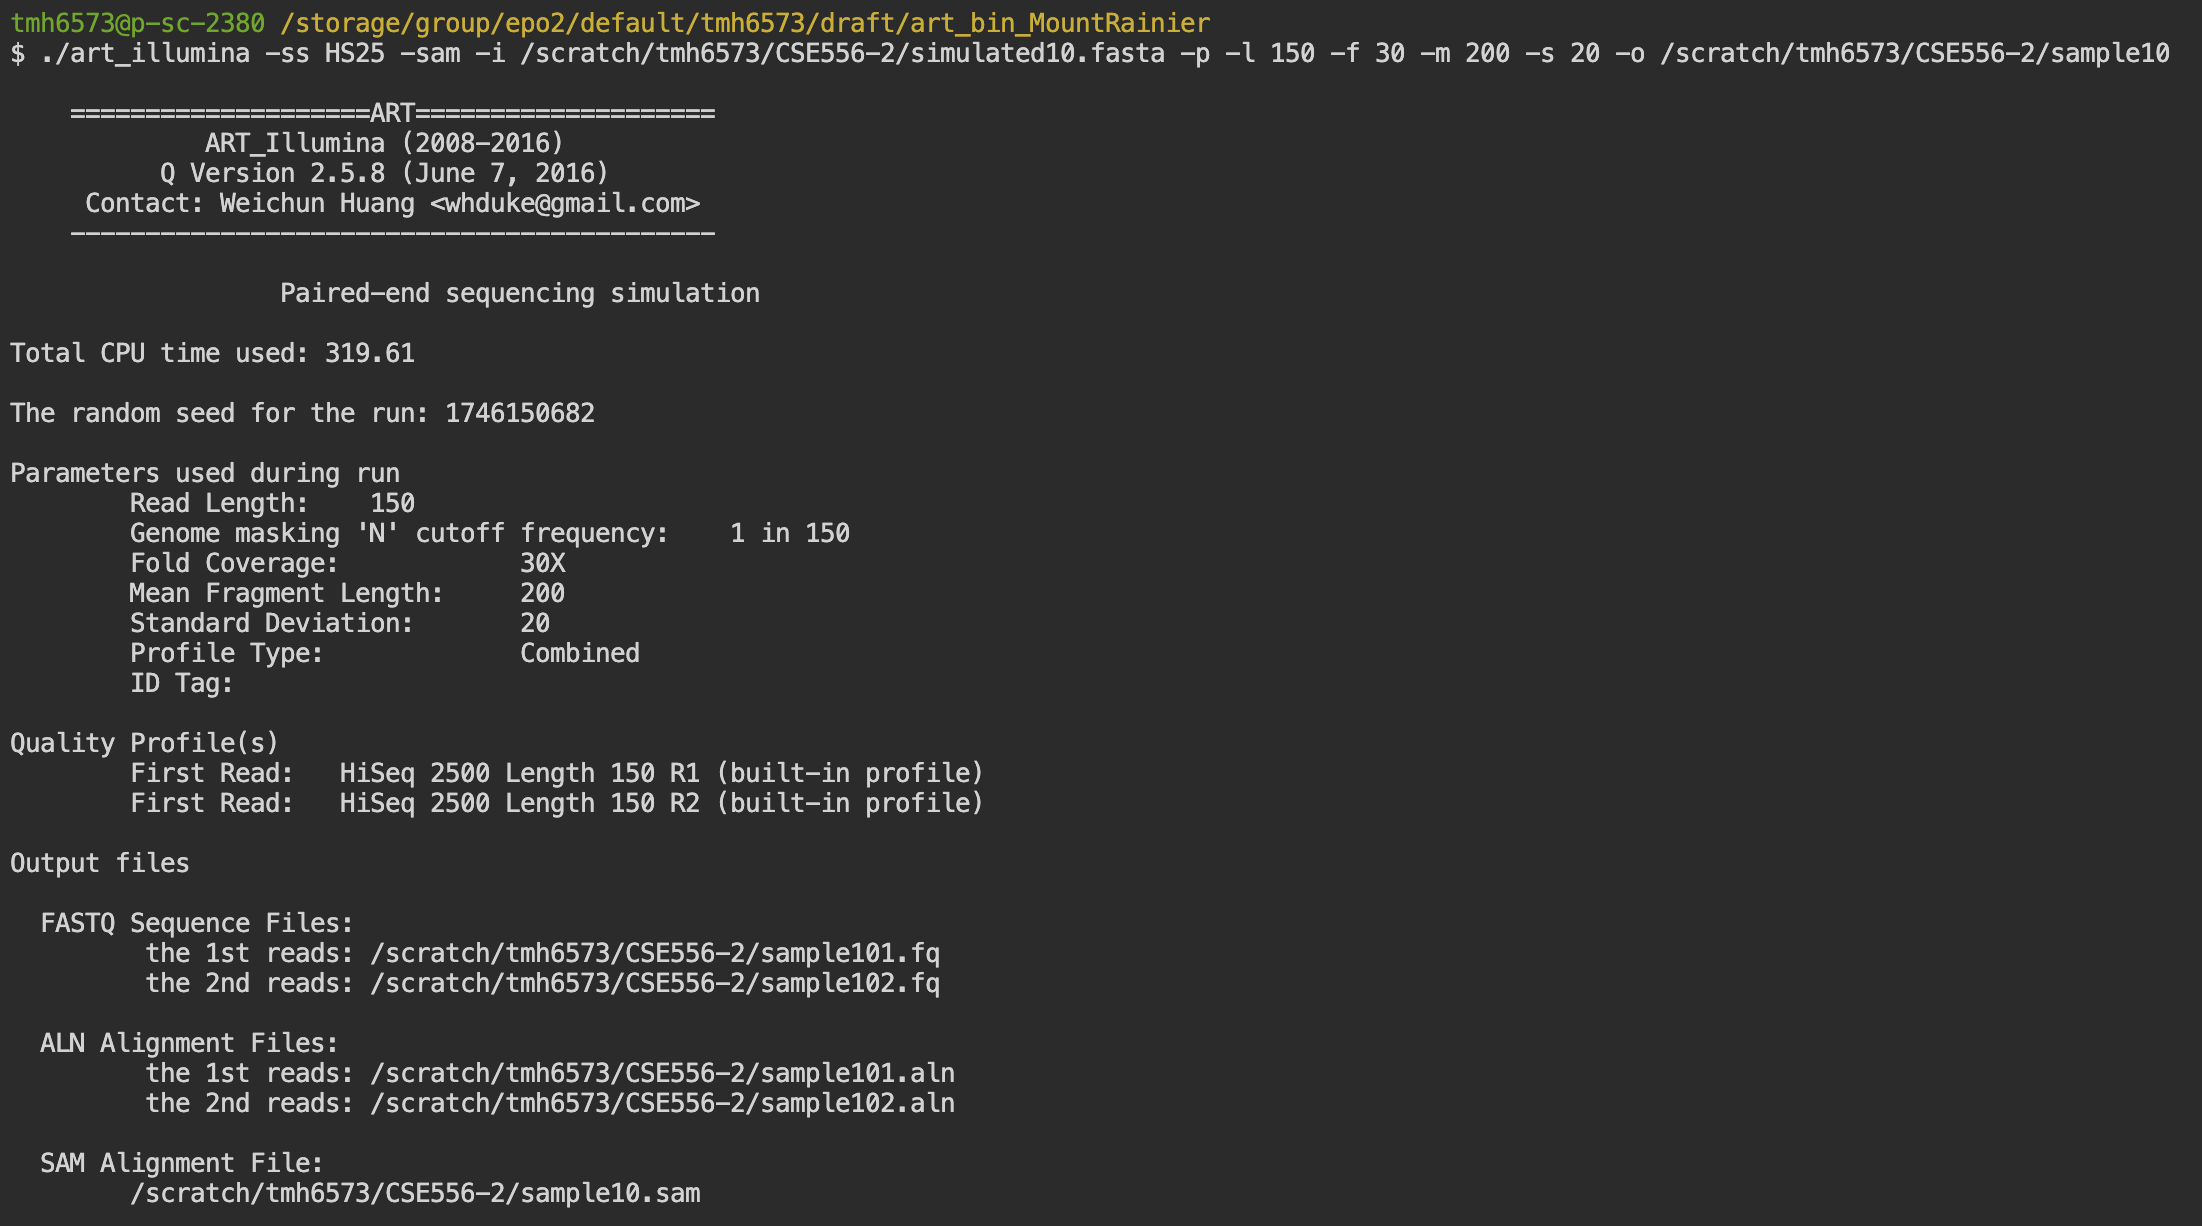 tmh6573@p-sc-2380 /storage/group/epo2/default/tmh6573/draft/art_bin_MountRainier
$ ./art_illumina -ss HS25 -sam -i /scratch/tmh6573/CSE556-2/simulated10.fasta -p -l 150 -f 30 -m 200 -s 20 -o /scratch/tmh6573/CSE556-2/sample10
====================ART====================
ART_Illumina (2008-2016)
Q Version 2.5.8 (June 7, 2016)
Contact: Weichun Huang <whduke@gmail.com>
-------------------------------------------
Paired-end sequencing simulation
Total CPU time used: 319.61
The random seed for the run: 1746150682
Parameters used during run
Read Length: 150
Genome masking 'N' cutoff frequency: 1 in 150
Fold Coverage: 30X
Mean Fragment Length: 200
Standard Deviation: 20
Profile Type: Combined
ID Tag:
Quality Profile(s)
First Read: HiSeq 2500 Length 150 R1 (built-in profile)
First Read: HiSeq 2500 Length 150 R2 (built-in profile)
Output files
FASTQ Sequence Files:
the 1st reads: /scratch/tmh6573/CSE556-2/sample101.fq
the 2nd reads: /scratch/tmh6573/CSE556-2/sample102.fq
ALN Alignment Files:
the 1st reads: /scratch/tmh6573/CSE556-2/sample101.aln
the 2nd reads: /scratch/tmh6573/CSE556-2/sample102.aln
SAM Alignment File:
/scratch/tmh6573/CSE556-2/sample10.sam